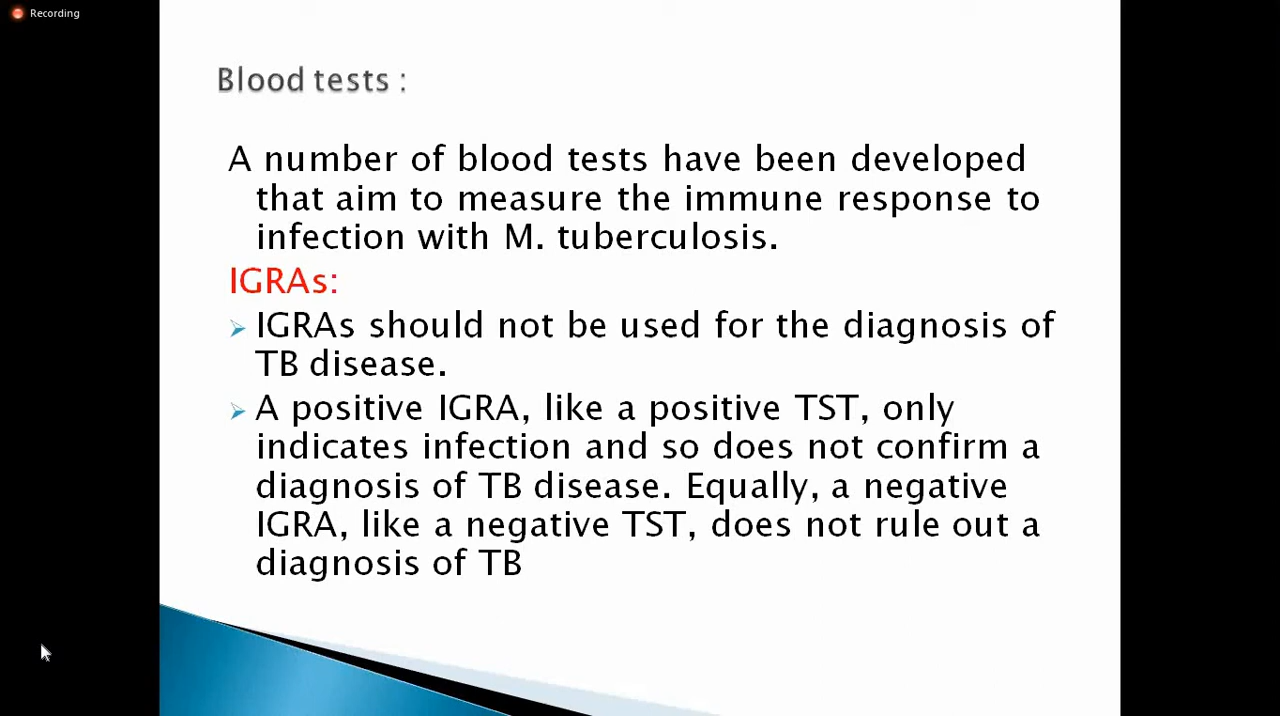 Recording
Blood tests :
A number of blood tests have been developed
that aim to measure the immune response to
infection with M. tuberculosis.
IGRAs:
IGRAs should not be used for the diagnosis of
TB disease.
A positive IGRA, like a positive TST, only
indicates infection and so does not confirm a
diagnosis of TB disease. Equally, a negative
IGRA, like a negative TST, does not rule out a
diagnosis of TB